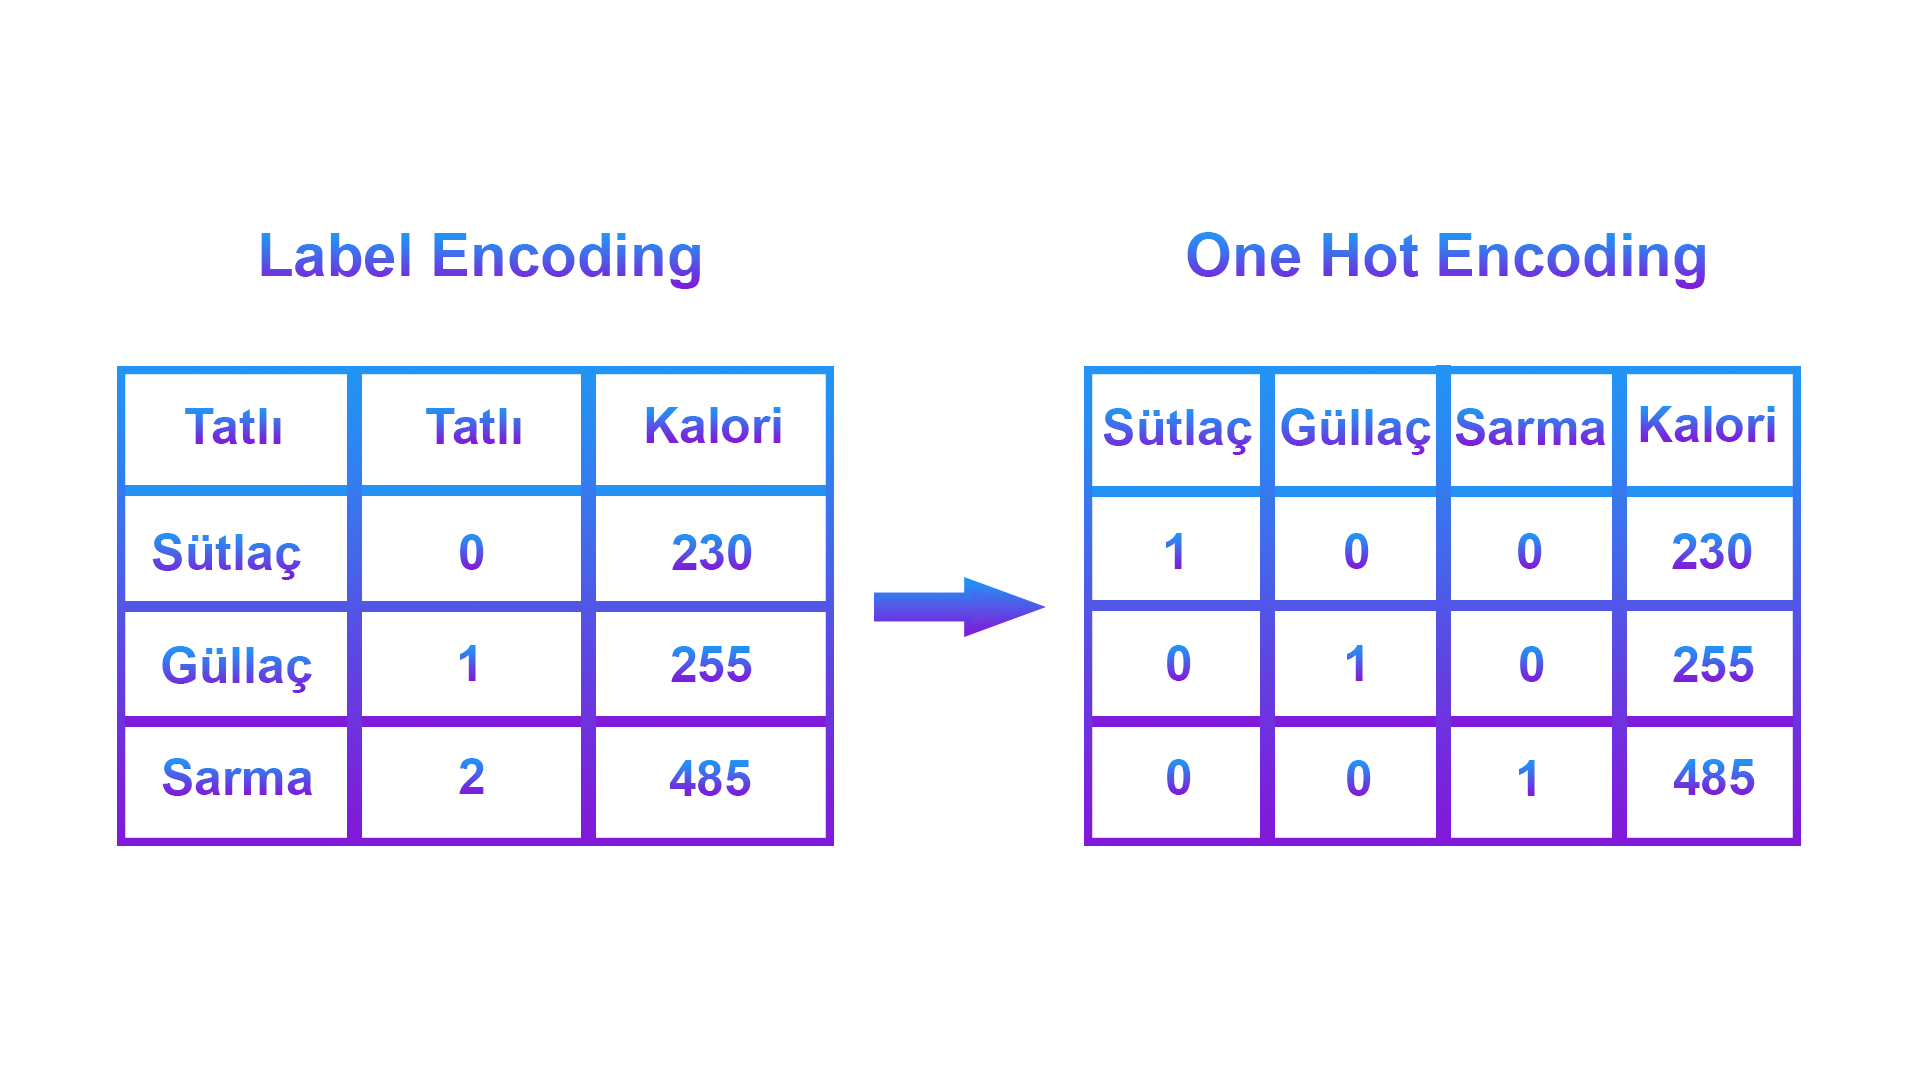 Label Encoding
Tatlı Tatlı Kalori
Sütlaç 0 230
Güllaç 1 255
Sarma 2 485
One Hot Encoding
Sütlaç Güllaç Sarma Kalori
1 0 0 230
0 1 0 255
0 0 1 485